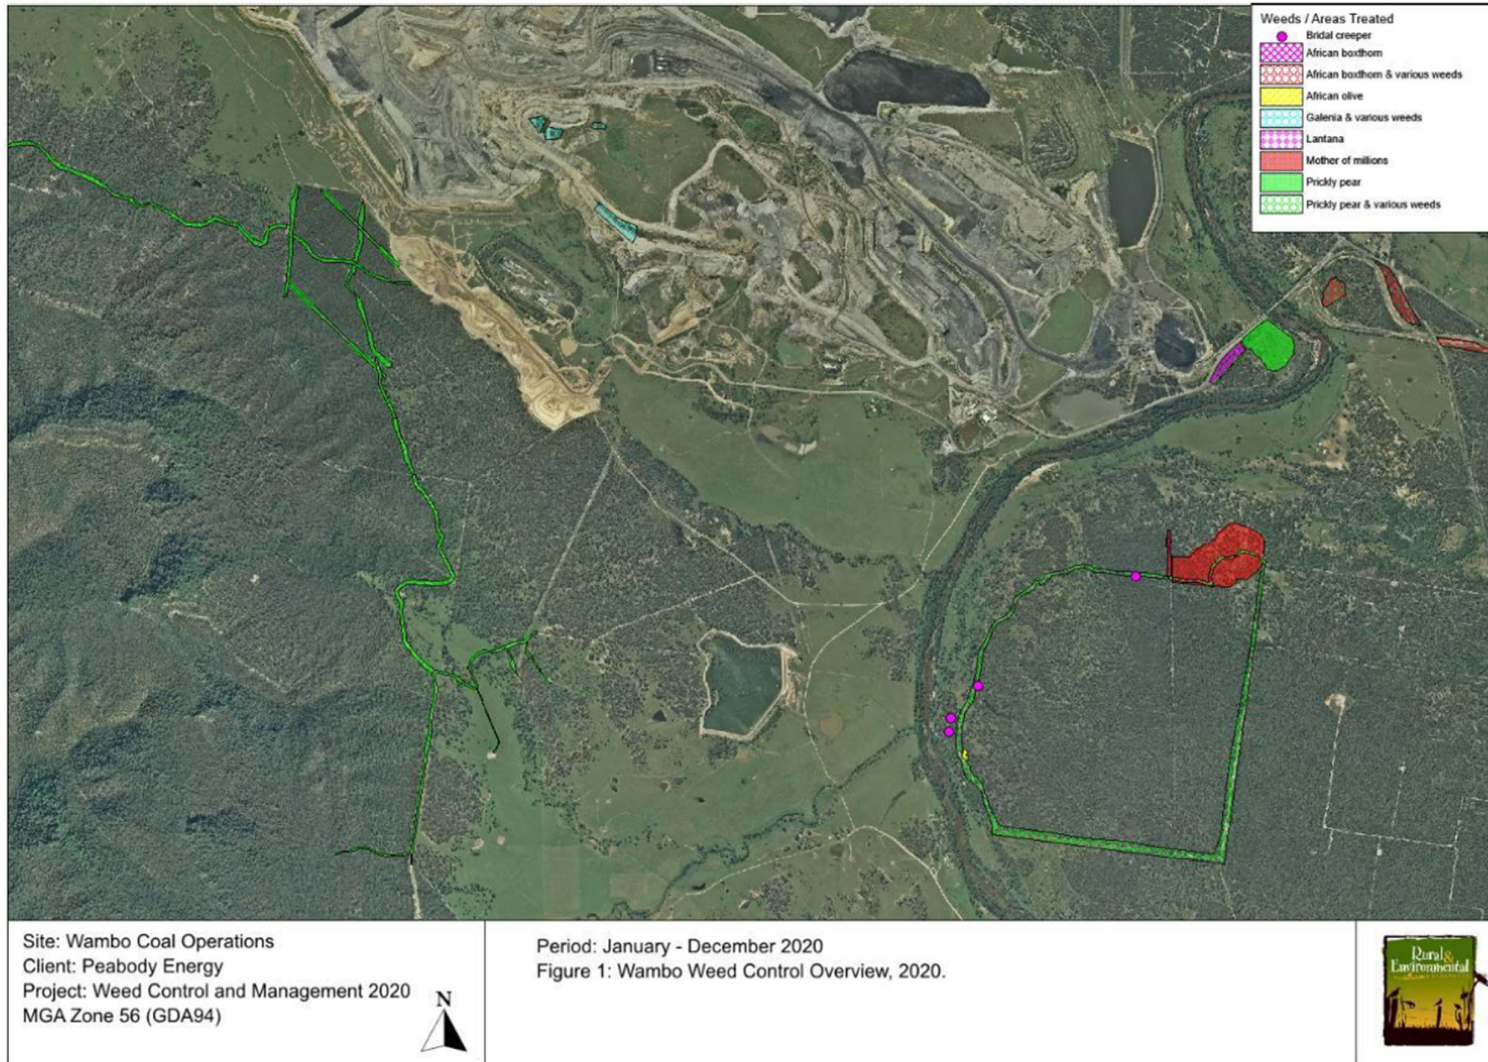 Weeds / Areas Treated
Bridal creeper
African boxthorn
African boxthorn & various weeds
African olive
Galenia & various weeds
Lantana
Mother of millions
Prickly pear
Prickly pear & various weeds
Site: Wambo Coal Operations
Client: Peabody Energy
Project: Weed Control and Management 2020
MGA Zone 56 (GDA94)
N
Period: January - December 2020
Figure 1: Wambo Weed Control Overview, 2020.
Rural &
Environmental